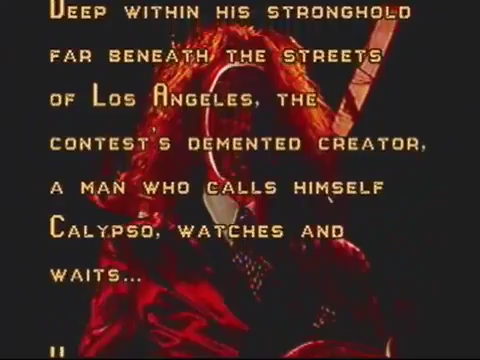 Deep within his stronghold
far beneath the streets
of Los Angeles, the
contest's demented creator,
a man who calls himself
Calypso, watches and
waits...